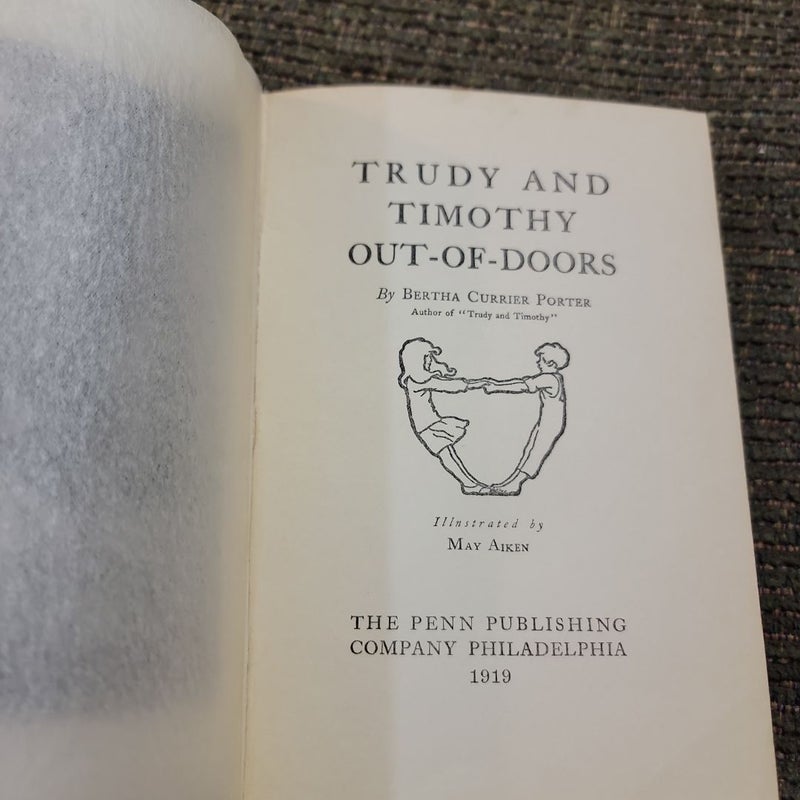 TRUDY AND
TIMOTHY
OUT-OF-DOORS
By BERTHA CURRIER PORTER
Author of "Trudy and Timothy"
Illustrated by
MAY AIKEN
THE PENN PUBLISHING
COMPANY PHILADELPHIA
1919